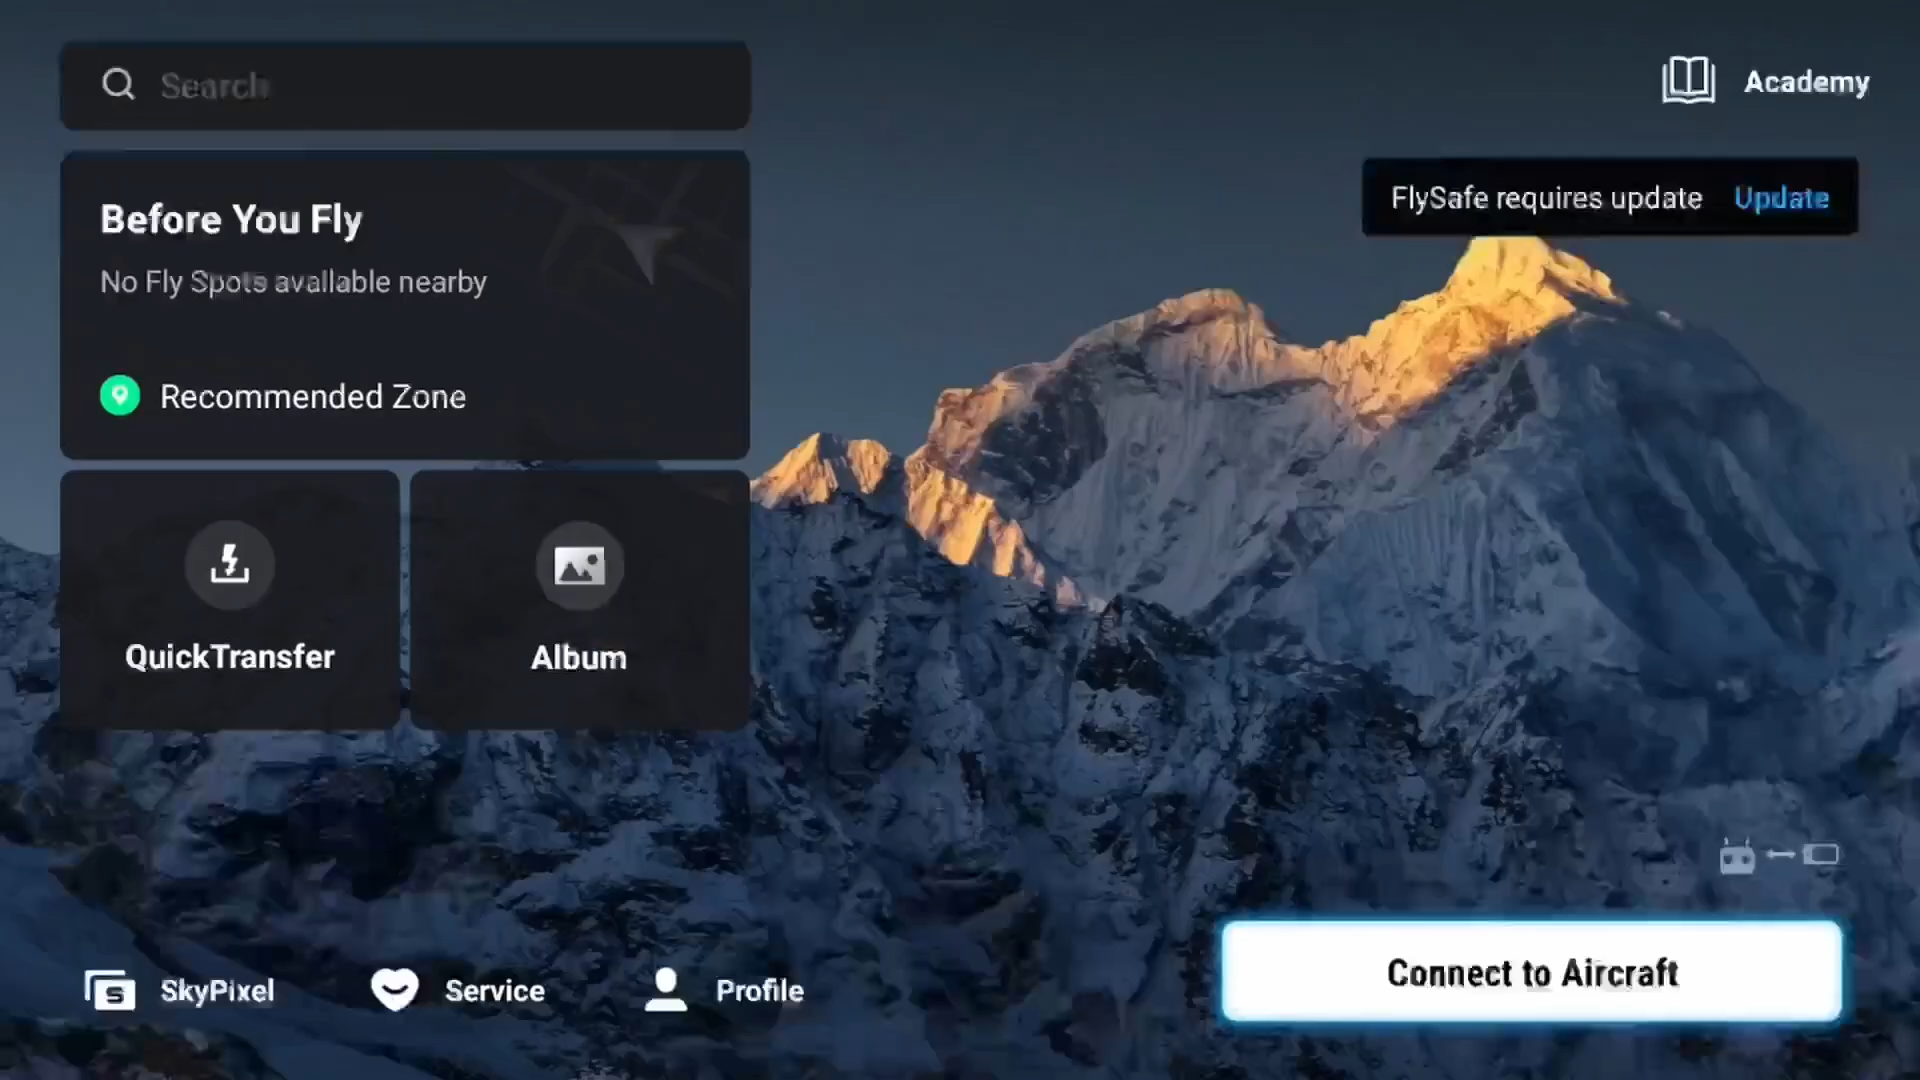 Search
Academy
FlySafe requires update Update
Before You Fly
No Fly Spots available nearby
Recommended Zone
QuickTransfer
Album
SkyPixel
Service
Profile
Connect to Aircraft